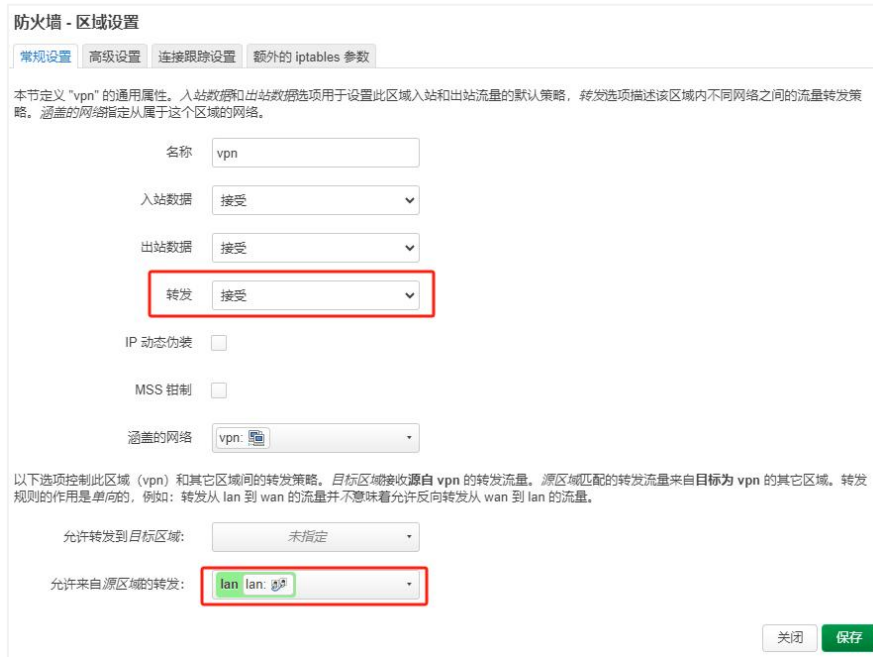 防火墙 - 区域设置
常规设置 高级设置 连接跟踪设置 额外的 iptables 参数
本节定义 "vpn" 的通用属性。入站数据和出站数据选项用于设置此区域入站和出站流量的默认策略，转发选项描述该区域内不同网络之间的流量转发策
略。涵盖的网络指定从属于这个区域的网络。
名称 vpn
入站数据 接受
出站数据 接受
转发 接受
IP 动态伪装
MSS 钳制
涵盖的网络 vpn:
以下选项控制此区域（vpn）和其它区域间的转发策略。目标区域接收源自 vpn 的转发流量。源区域匹配的转发流量来自目标为 vpn 的其它区域。转发
规则的作用是单向的，例如：转发从 lan 到 wan 的流量并不意味着允许反向转发从 wan 到 lan 的流量。
允许转发到目标区域: 未指定
允许来自源区域的转发: lan lan:
关闭 保存